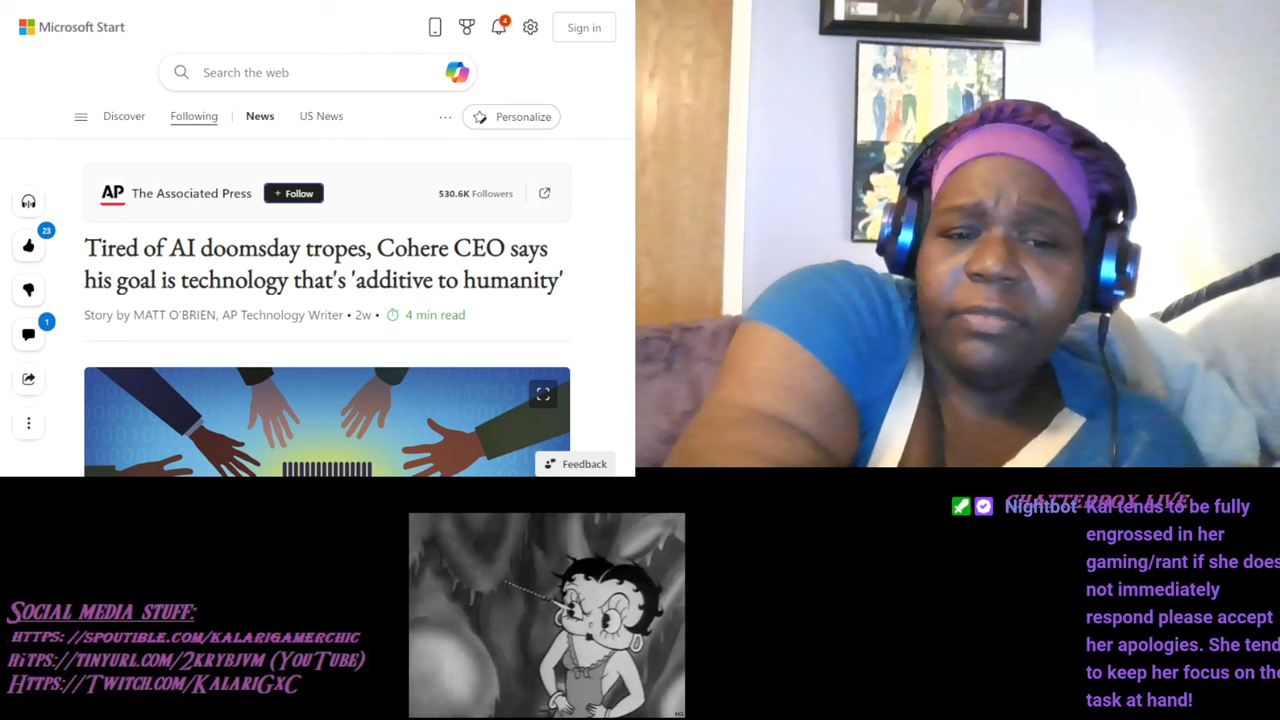 Microsoft Start
4
Sign in
Search the web
Discover
Following
News
US News
Personalize
AP The Associated Press + Follow 530.6K Followers
23
Tired of AI doomsday tropes, Cohere CEO says
his goal is technology that's 'additive to humanity'
Story by MATT O'BRIEN, AP Technology Writer • 2w • 4 min read
1
Feedback
CHATTERBOX LIVE
Nightbot Kal tends to be fully
engrossed in her
gaming/rant if she does
not immediately
respond please accept
her apologies. She tend
to keep her focus on the
task at hand!
Social media stuff:
https://spoutible.com/kalarigamerchic
https://tinyurl.com/2krybjvm (YouTube)
Https://Twitch.com/KalariGxC